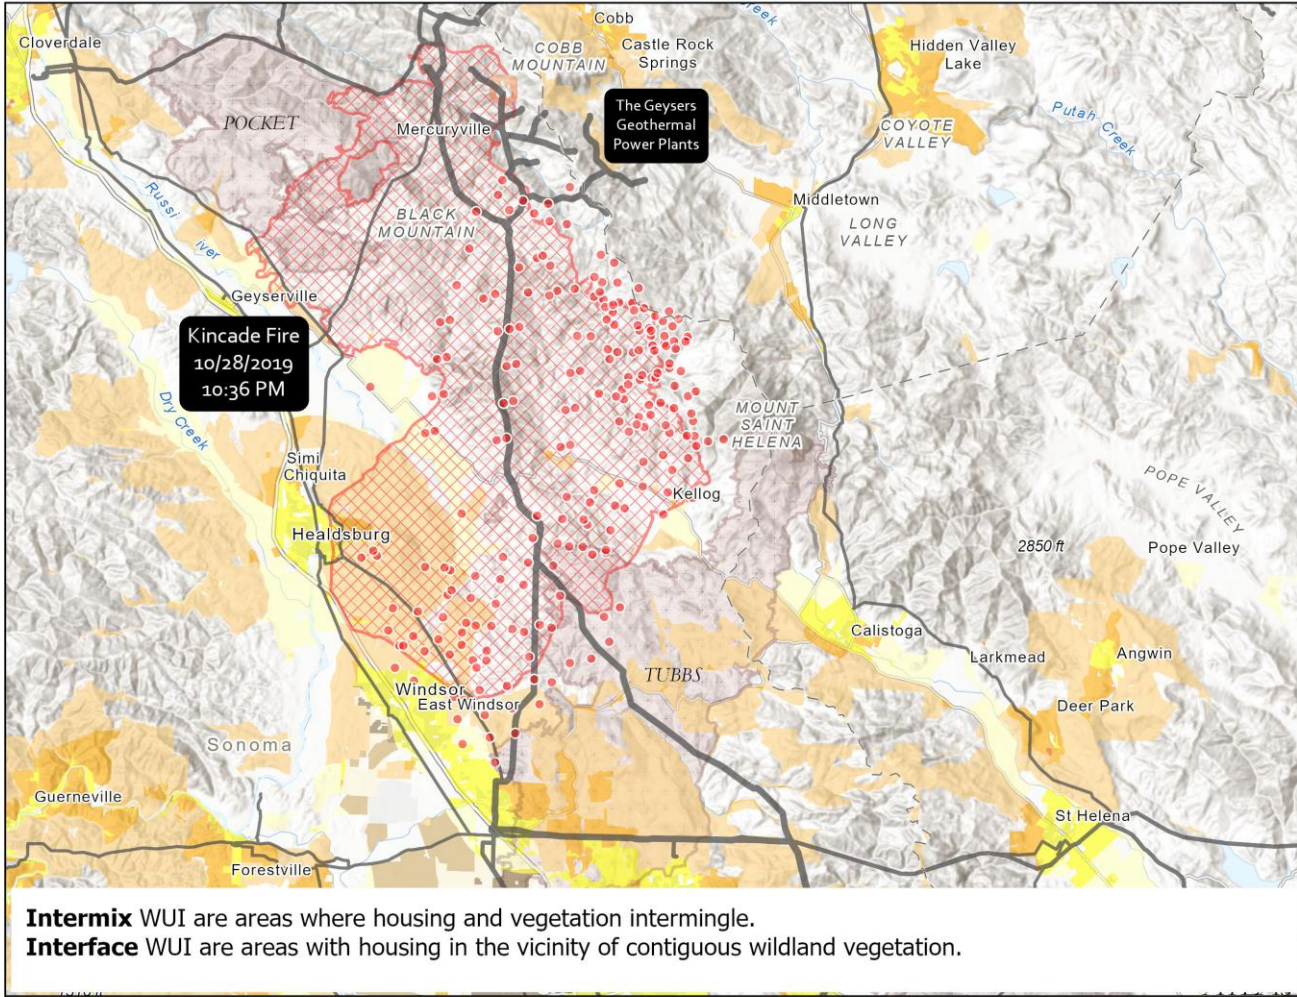 Cobb
Creek
Cloverdale
COBB
MOUNTAIN
Castle Rock
Springs
Hidden Valley
Lake
The Geysers
Geothermal
Power Plants
Putah Creek
POCKET
Mercuryville
COYOTE
VALLEY
Russi
iver
BLACK
MOUNTAIN
Middletown
LONG
VALLEY
Geyserville
Kincade Fire
10/28/2019
10:36 PM
Dry Creek
MOUNT
SAINT
HELENA
Simi
Chiquita
Kellog
POPE VALLEY
Healdsburg
2850 ft
Pope Valley
Calistoga
Larkmead
Angwin
TUBBS
Windsor
East Windsor
Deer Park
Sonoma
Guerneville
St Helena
Forestville
Intermix WUI are areas where housing and vegetation intermingle.
Interface WUI are areas with housing in the vicinity of contiguous wildland vegetation.